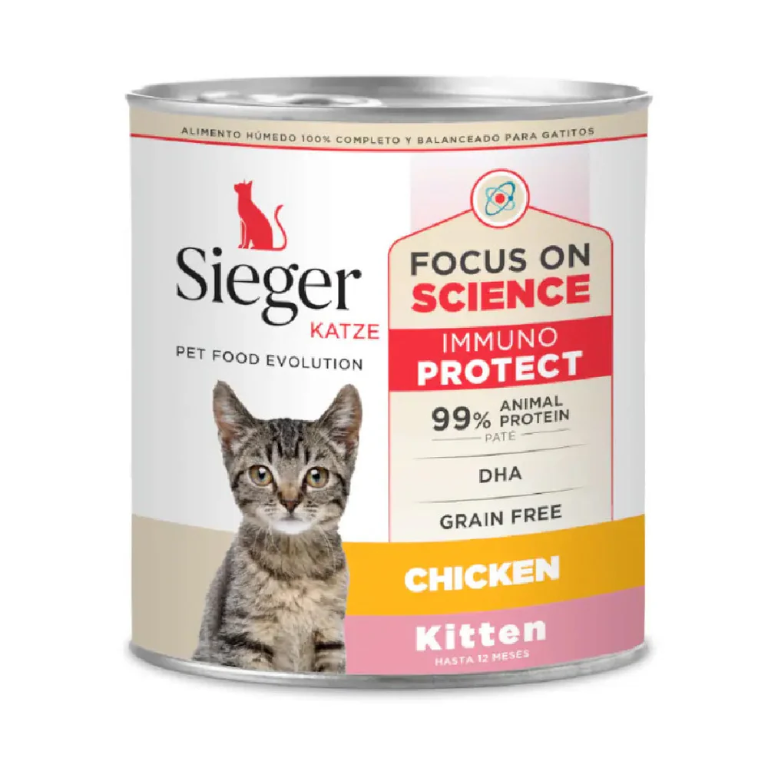 ALIMENTO HÚMEDO 100% COMPLETO Y BALANCEADO PARA GATITOS
Sieger
KATZE
PET FOOD EVOLUTION
FOCUS ON
SCIENCE
IMMUNO
PROTECT
99% ANIMAL
PROTEIN
PATÉ
DHA
GRAIN FREE
CHICKEN
Kitten
HASTA 12 MESES